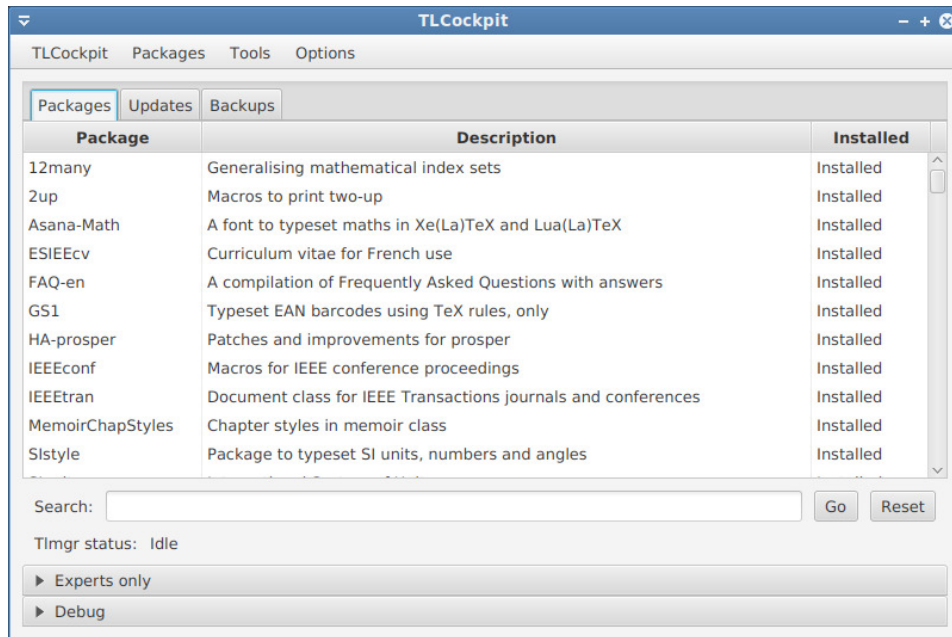 TLCockpit
TLCockpit Packages Tools Options
Packages Updates Backups
Package Description Installed
12many Generalising mathematical index sets Installed
2up Macros to print two-up Installed
Asana-Math A font to typeset maths in Xe(La)TeX and Lua(La)TeX Installed
ESIEEcv Curriculum vitae for French use Installed
FAQ-en A compilation of Frequently Asked Questions with answers Installed
GS1 Typeset EAN barcodes using TeX rules, only Installed
HA-prosper Patches and improvements for prosper Installed
IEEEconf Macros for IEEE conference proceedings Installed
IEEEtran Document class for IEEE Transactions journals and conferences Installed
MemoirChapStyles Chapter styles in memoir class Installed
SIstyle Package to typeset SI units, numbers and angles Installed
Search: Go Reset
Tlmgr status: Idle
Experts only
Debug